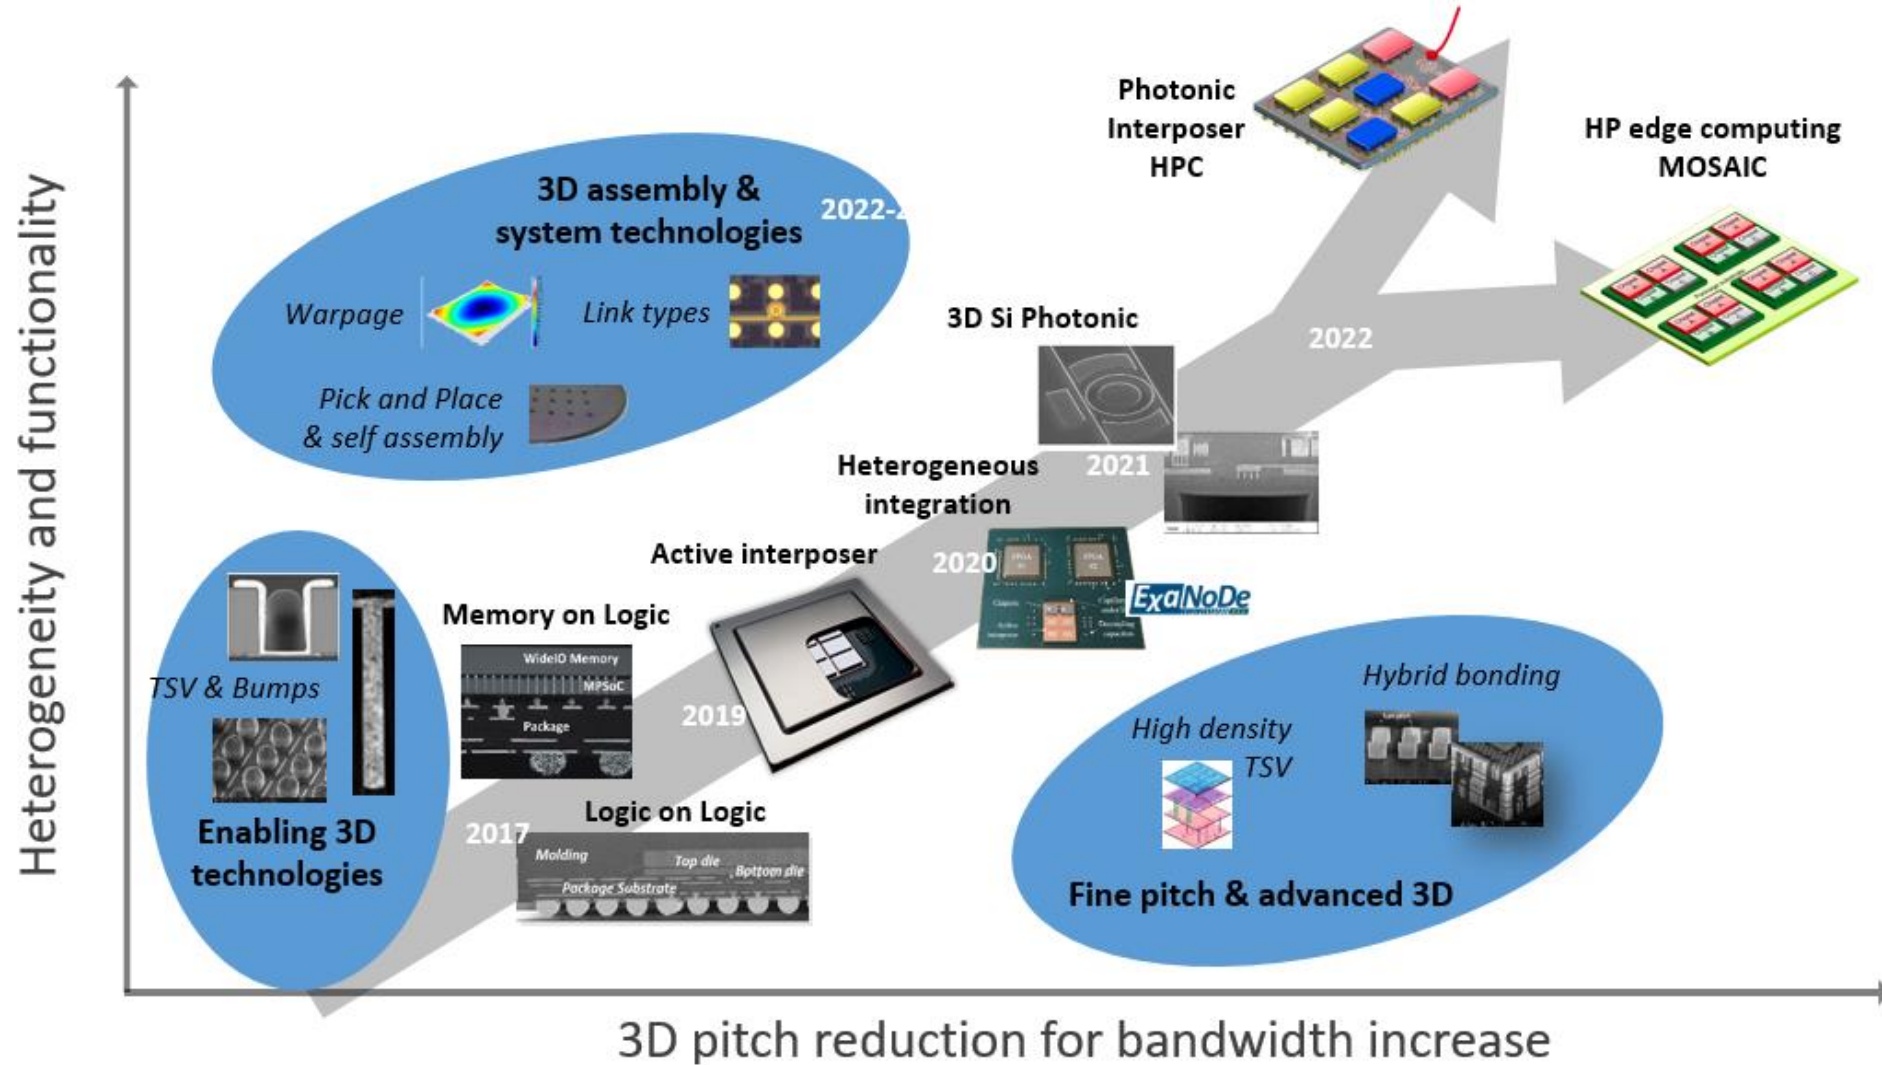 Heterogeneity and functionality
3D pitch reduction for bandwidth increase
Photonic
Interposer
HPC
HP edge computing
MOSAIC
3D assembly &
system technologies
2022-2
Warpage
Link types
Pick and Place
& self assembly
3D Si Photonic
2022
2021
Heterogeneous
integration
2020
ExaNoDe
Active interposer
2019
Memory on Logic
WideIO Memory
MPSoC
Package
Logic on Logic
2017
Molding
Top die
Bottom die
Package Substrate
TSV & Bumps
Enabling 3D
technologies
Hybrid bonding
High density
TSV
Fine pitch & advanced 3D